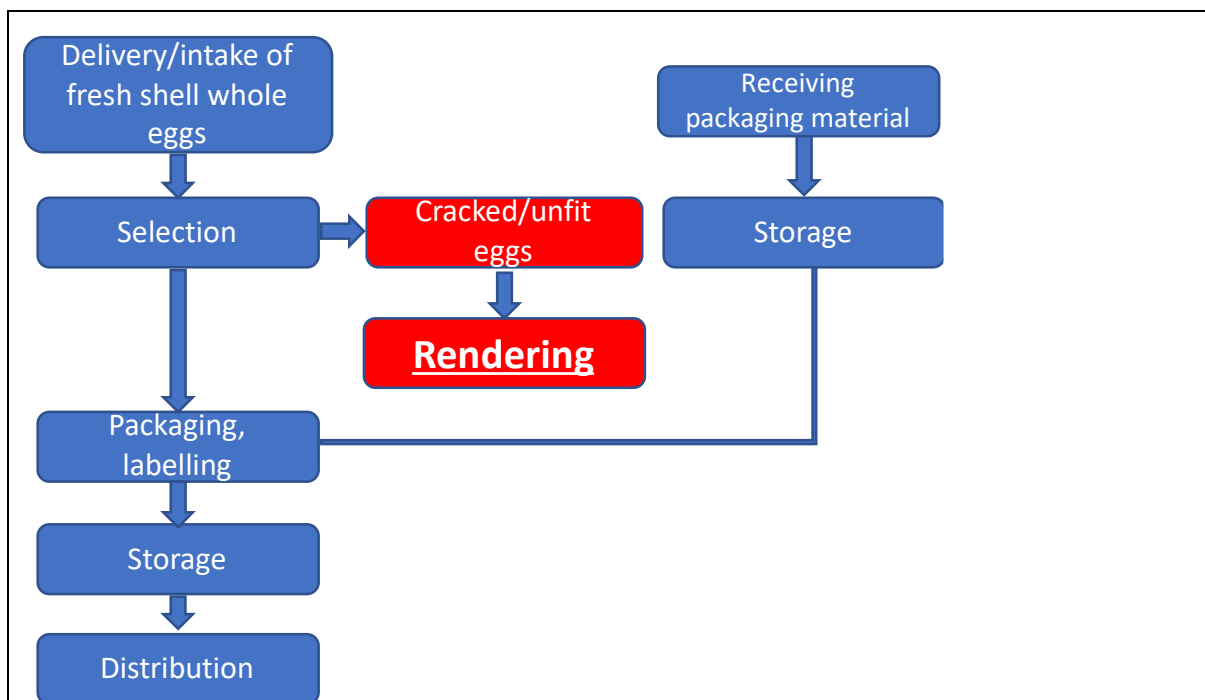 Delivery/intake of
fresh shell whole
eggs
Receiving
packaging material
Selection
Cracked/unfit
eggs
Storage
Rendering
Packaging,
labelling
Storage
Distribution